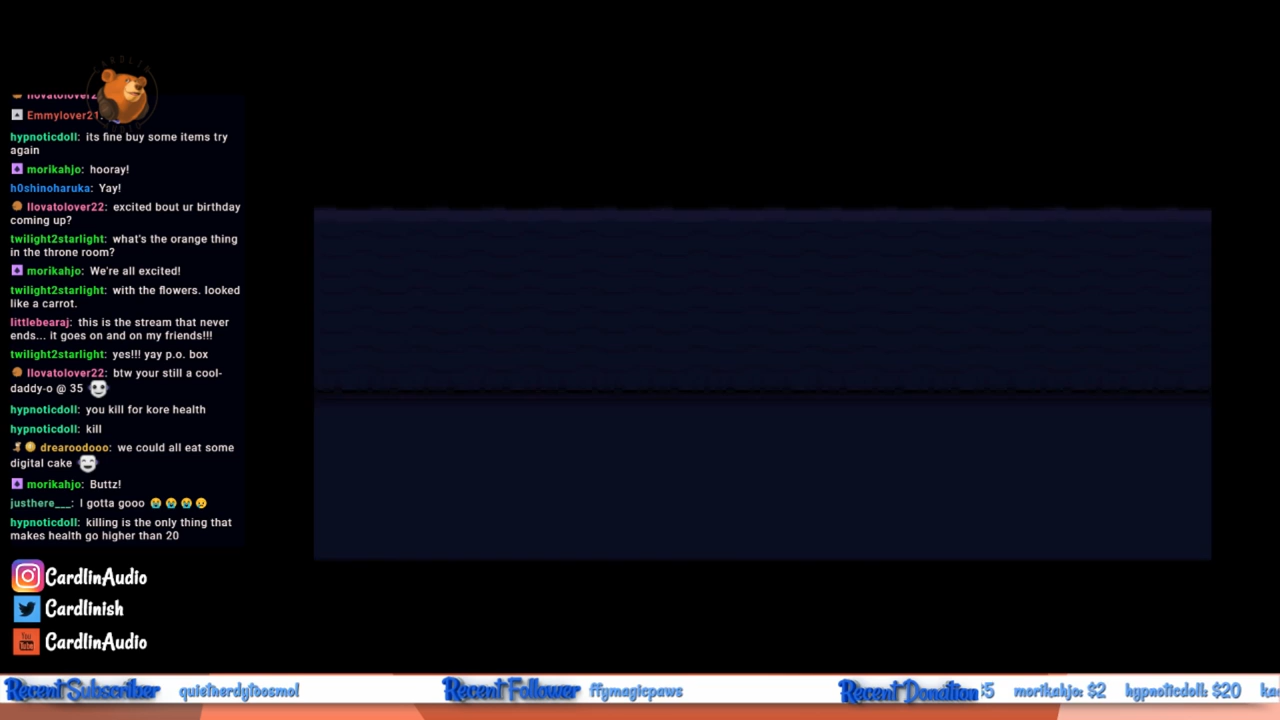 Emmylover21:
hypnoticdoll: its fine buy some items try
again
morikahjo: hooray!
h0shinoharuka: Yay!
llovatolover22: excited bout ur birthday
coming up?
twilight2starlight: what's the orange thing
in the throne room?
morikahjo: We're all excited!
twilight2starlight: with the flowers. looked
like a carrot.
littlebearaj: this is the stream that never
ends... it goes on and on my friends!!!
twilight2starlight: yes!!! yay p.o. box
llovatolover22: btw your still a cool-
daddy-o @ 35
hypnoticdoll: you kill for kore health
hypnoticdoll: kill
drearoodooo: we could all eat some
digital cake
morikahjo: Buttz!
justhere___: I gotta gooo 😭 😭 😭 😖
hypnoticdoll: killing is the only thing that
makes health go higher than 20
CardlinAudio
Cardlinish
You
Tube
CardlinAudio
Recent Subscriber quietnerdytoosmol Recent Follower ffymagicpaws Recent Donation $5 morikahjo: $2 hypnoticdoll: $20